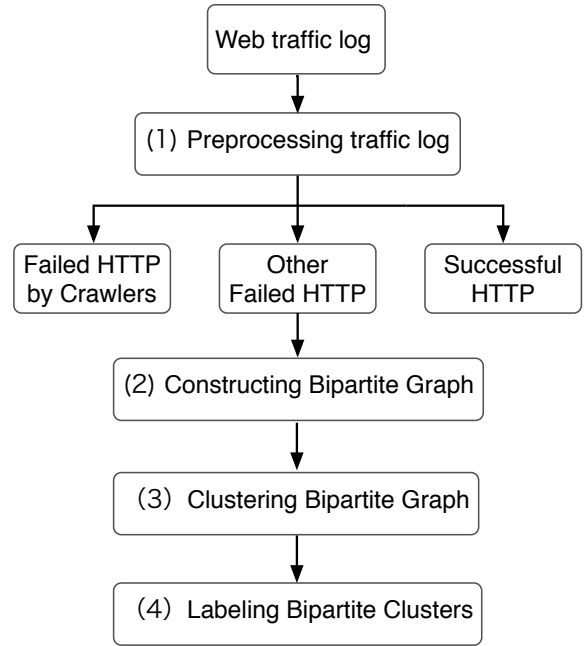 Web traffic log
(1) Preprocessing traffic log
Failed HTTP
by Crawlers
Other
Failed HTTP
Successful
HTTP
(2) Constructing Bipartite Graph
（3）Clustering Bipartite Graph
（4）Labeling Bipartite Clusters